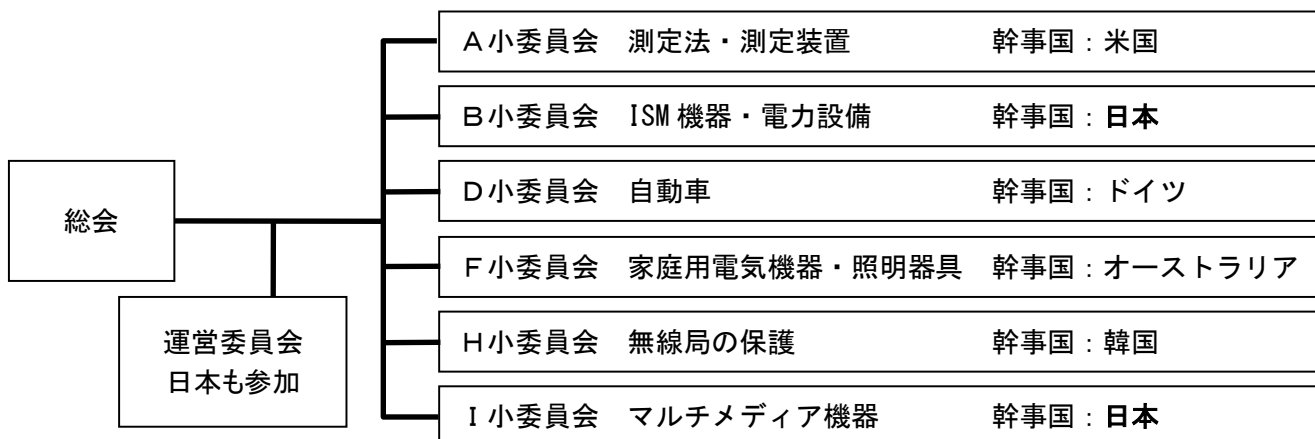 A小委員会 測定法・測定装置 幹事国：米国
B小委員会 ISM機器・電力設備 幹事国：日本
D小委員会 自動車 幹事国：ドイツ
総会
F小委員会 家庭用電気機器・照明器具 幹事国：オーストラリア
運営委員会
日本も参加
H小委員会 無線局の保護 幹事国：韓国
I小委員会 マルチメディア機器 幹事国：日本